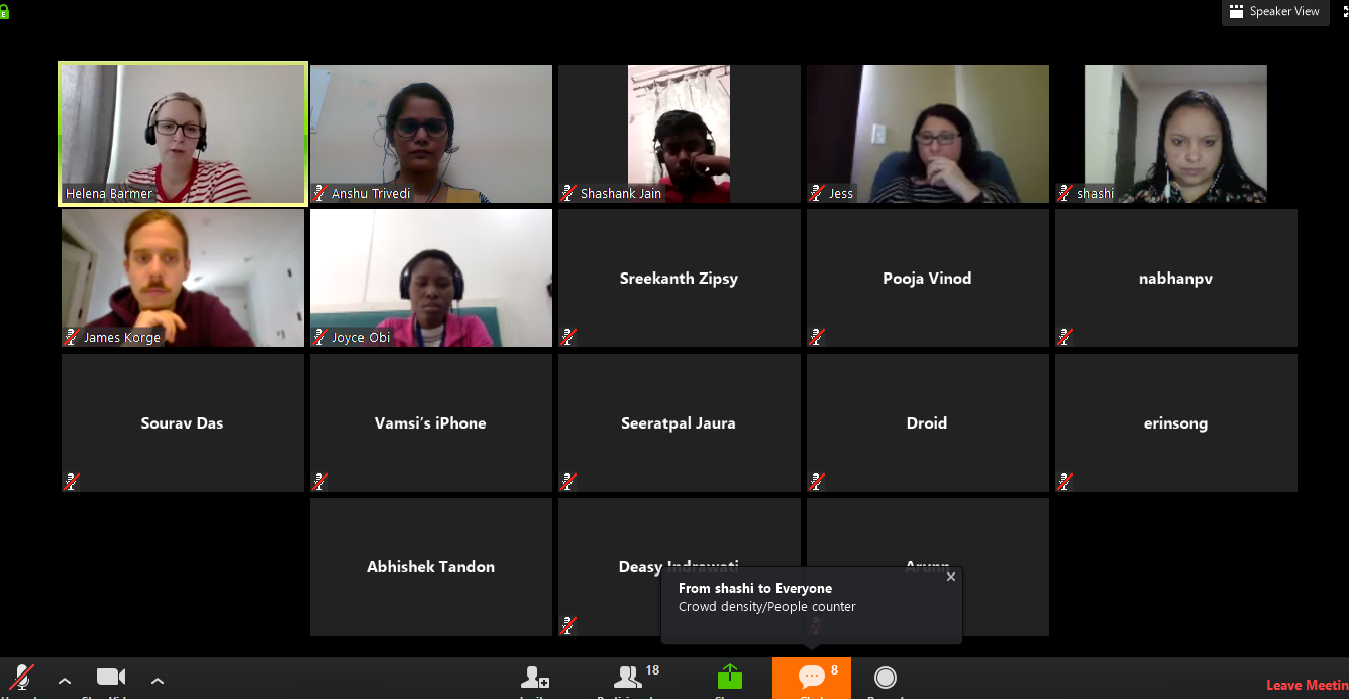 E
Speaker View
Helena Barmer
Anshu Trivedi
Shashank Jain
Jess
shashi
James Korge
Joyce Obi
Sreekanth Zipsy
Pooja Vinod
nabhanpv
Sourav Das
Vamsi's iPhone
Seeratpal Jaura
Droid
erinsong
Abhishek Tandon
Deasy Indrawati
Arunn
From shashi to Everyone
Crowd density/People counter
18
8
Leave Meetin